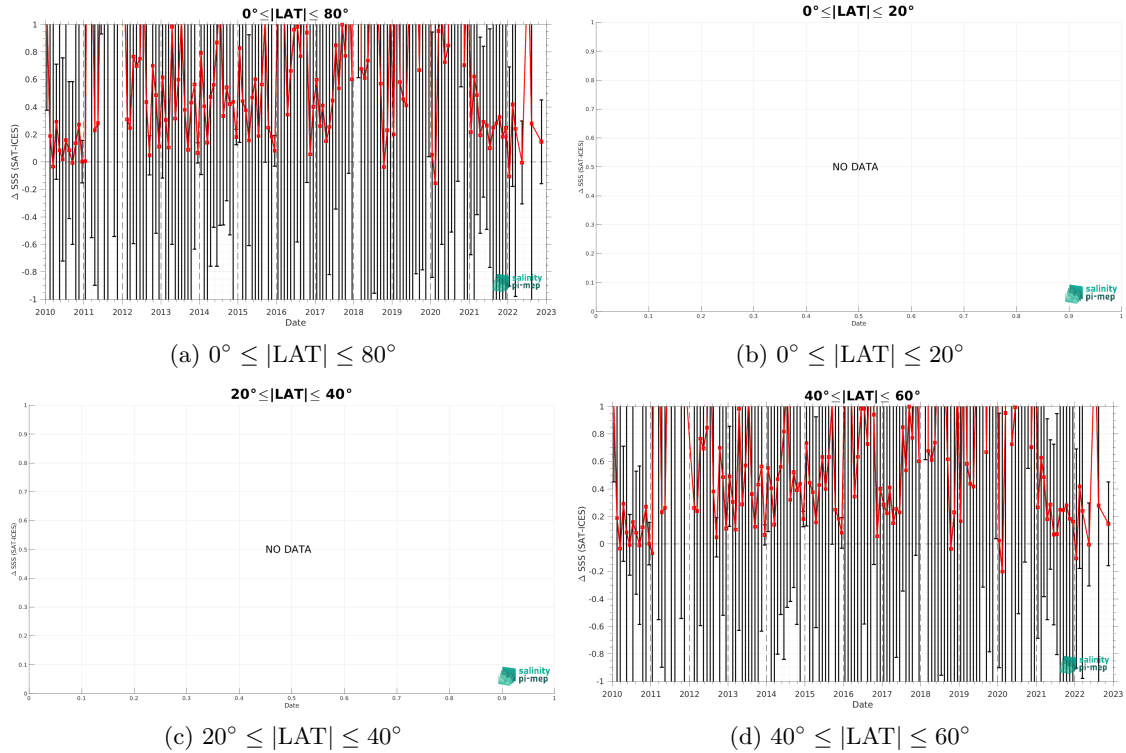 0°≤|LAT|≤ 80°
1
0.8
0.6
0.4
0.2
0
-0.2
-0.4
-0.6
-0.8
-1
Δ SSS (SAT-ICES)
2010 2011 2012 2013 2014 2015 2016 2017 2018 2019 2020 2021 2022 2023
Date
salinity
pi-mep
(a) 0° ≤ |LAT| ≤ 80°
0°≤|LAT|≤ 20°
1
0.9
0.8
0.7
0.6
0.5
0.4
0.3
0.2
0.1
0
Δ SSS (SAT-ICES)
NO DATA
0 0.1 0.2 0.3 0.4 0.5 0.6 0.7 0.8 0.9 1
Date
salinity
pi-mep
(b) 0° ≤ |LAT| ≤ 20°
20°≤|LAT|≤ 40°
1
0.9
0.8
0.7
0.6
0.5
0.4
0.3
0.2
0.1
0
Δ SSS (SAT-ICES)
NO DATA
0 0.1 0.2 0.3 0.4 0.5 0.6 0.7 0.8 0.9 1
Date
salinity
pi-mep
(c) 20° ≤ |LAT| ≤ 40°
40°≤|LAT|≤ 60°
1
0.8
0.6
0.4
0.2
0
-0.2
-0.4
-0.6
-0.8
-1
Δ SSS (SAT-ICES)
2010 2011 2012 2013 2014 2015 2016 2017 2018 2019 2020 2021 2022 2023
Date
salinity
pi-mep
(d) 40° ≤ |LAT| ≤ 60°